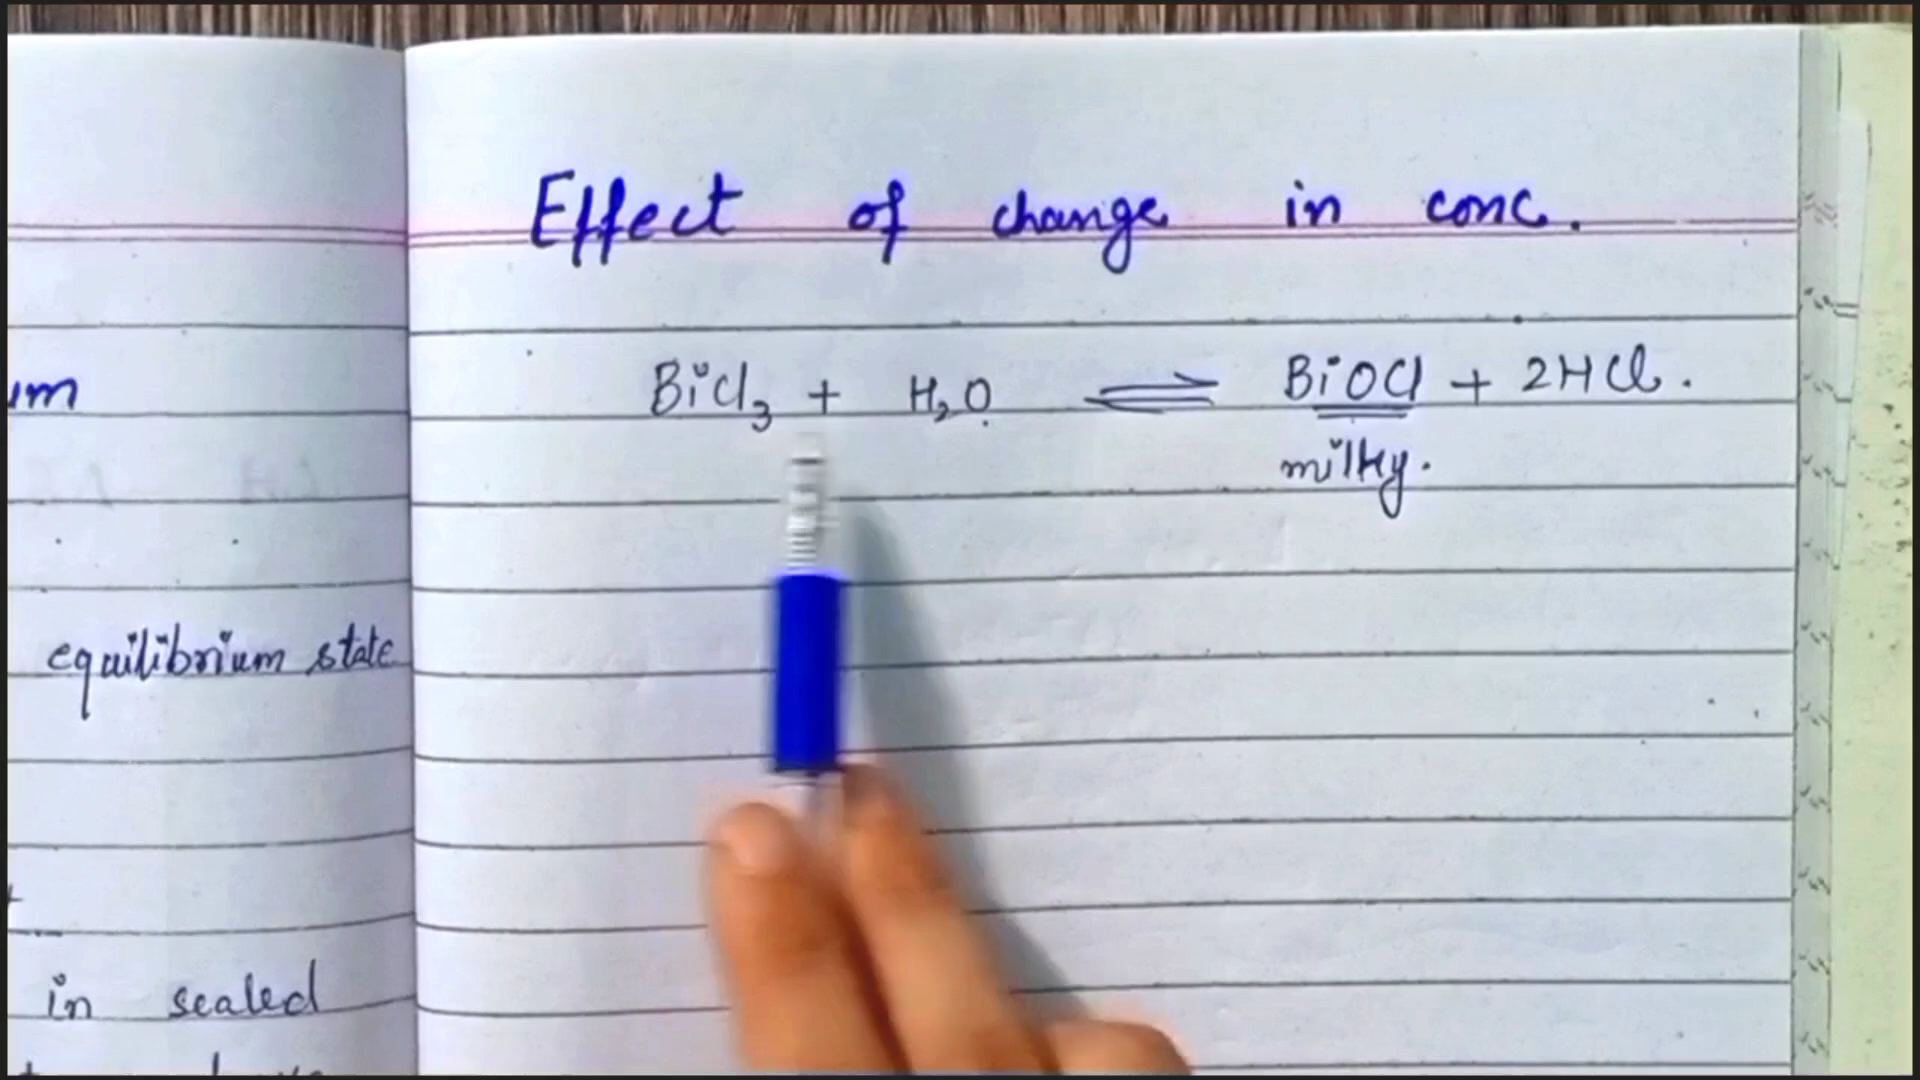 um
equilibrium state
in sealed
Effect of change in conc.
BiCl₃ + H₂O ⇌ BiOCl + 2HCl.
milky.